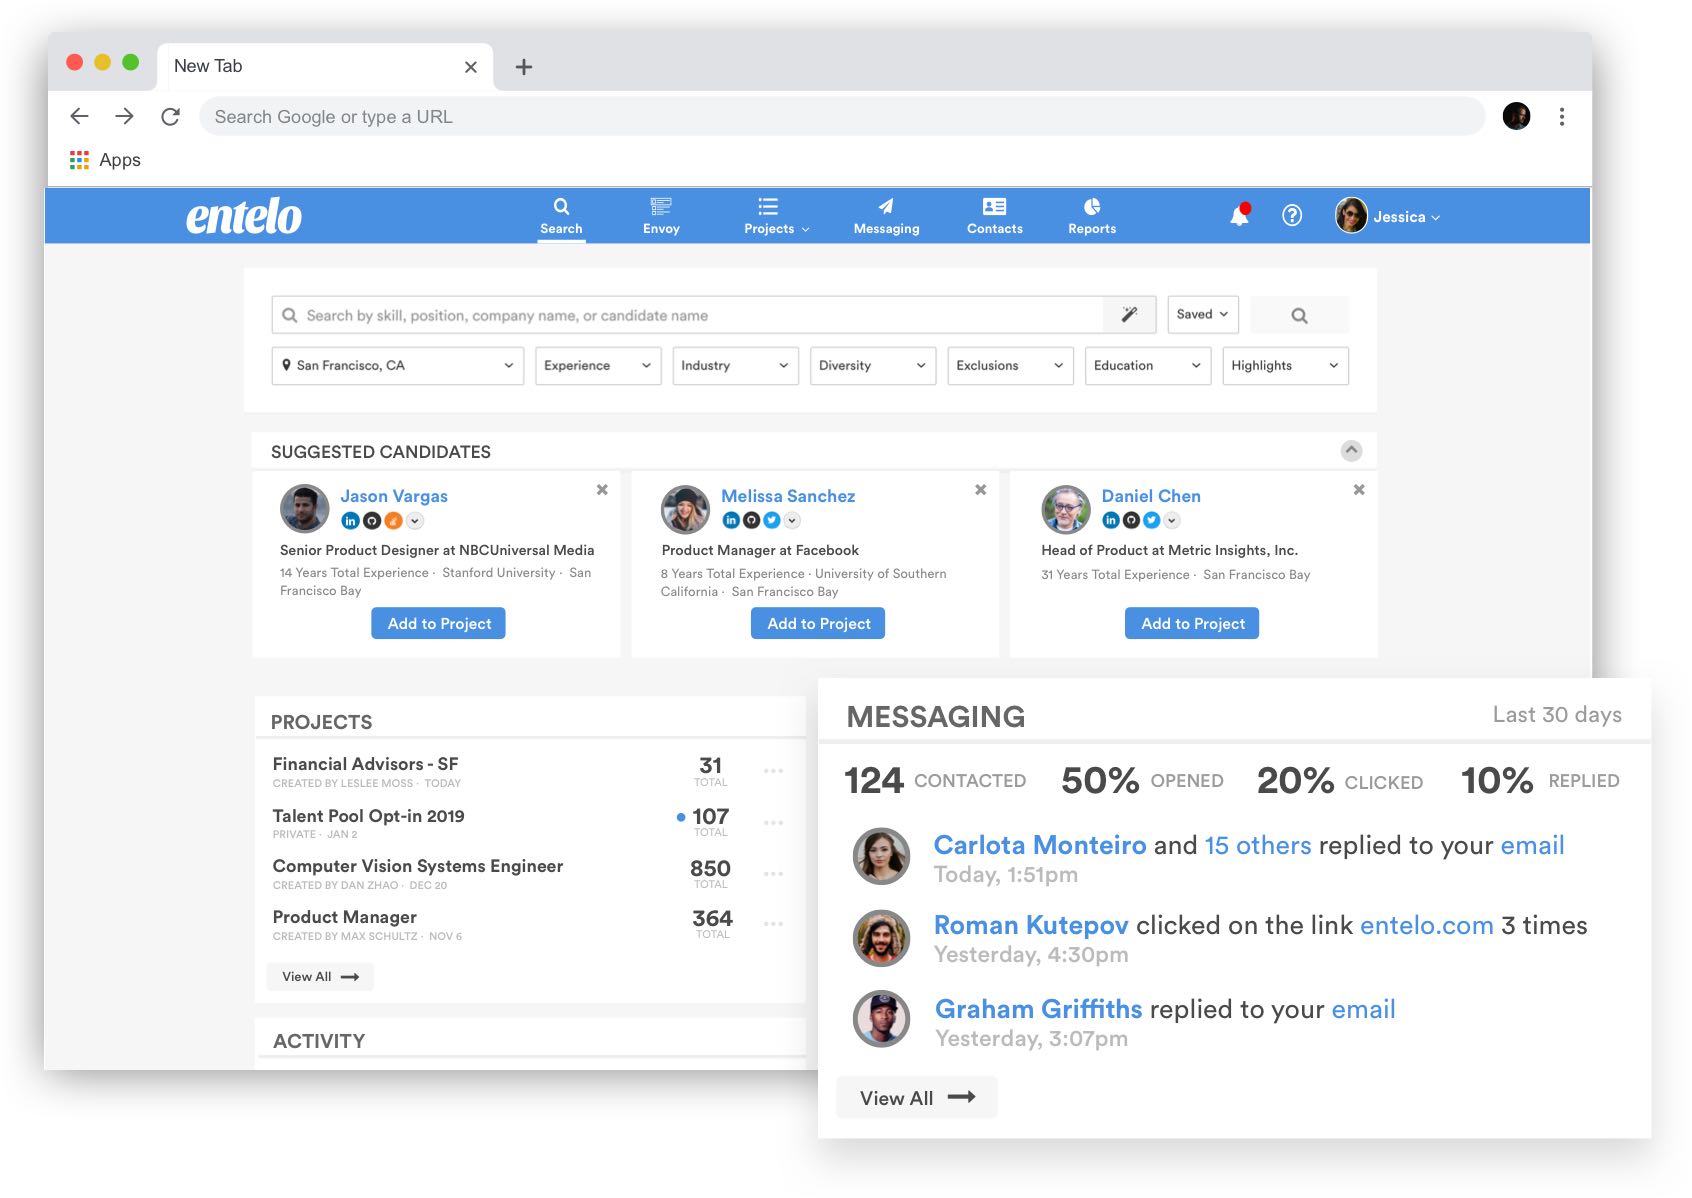 New Tab
Search Google or type a URL
Apps
entelo
Search
Envoy
Projects
Messaging
Contacts
Reports
Jessica
Search by skill, position, company name, or candidate name
Saved
San Francisco, CA
Experience
Industry
Diversity
Exclusions
Education
Highlights
SUGGESTED CANDIDATES
Jason Vargas
in
Senior Product Designer at NBCUniversal Media
14 Years Total Experience · Stanford University · San
Francisco Bay
Add to Project
Melissa Sanchez
in
Product Manager at Facebook
8 Years Total Experience · University of Southern
California · San Francisco Bay
Add to Project
Daniel Chen
in
Head of Product at Metric Insights, Inc.
31 Years Total Experience · San Francisco Bay
Add to Project
PROJECTS
Financial Advisors - SF
CREATED BY LESLEE MOSS · TODAY
31
TOTAL
Talent Pool Opt-in 2019
PRIVATE · JAN 2
107
TOTAL
Computer Vision Systems Engineer
CREATED BY DAN ZHAO · DEC 20
850
TOTAL
Product Manager
CREATED BY MAX SCHULTZ · NOV 6
364
TOTAL
View All
ACTIVITY
MESSAGING
Last 30 days
124 CONTACTED 50% OPENED 20% CLICKED 10% REPLIED
Carlota Monteiro and 15 others replied to your email
Today, 1:51pm
Roman Kutepov clicked on the link entelo.com 3 times
Yesterday, 4:30pm
Graham Griffiths replied to your email
Yesterday, 3:07pm
View All